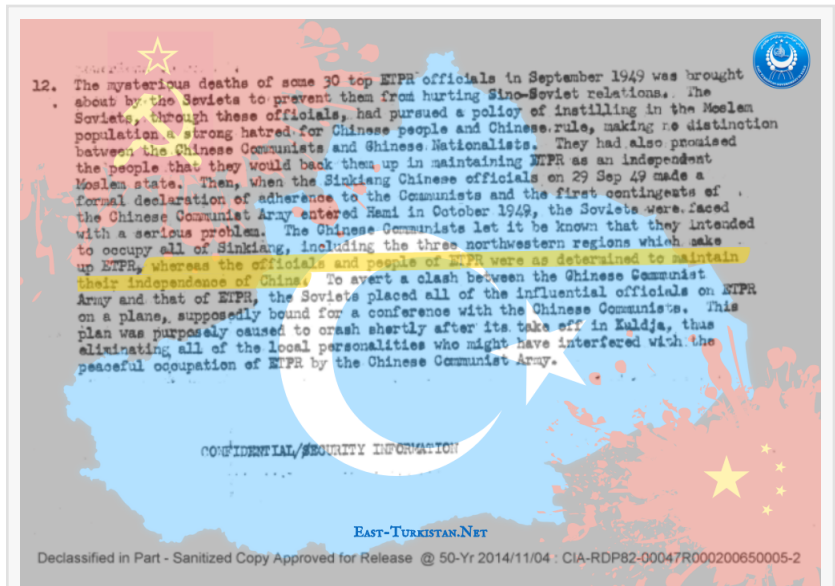 12. The mysterious deaths of some 30 top ETPR officials in September 1949 was brought
about by the Soviets to prevent them from hurting Sino-Soviet relations. The
Soviets, through these officials, had pursued a policy of instilling in the Moslem
population a strong hatred for Chinese people and Chinese rule, making no distinction
between the Chinese Communists and Chinese Nationalists. They had also promised
the people that they would back them up in maintaining ETPR as an independent
Moslem state. Then, when the Sinkiang Chinese officials on 29 Sep 49 made a
formal declaration of adherence to the Communists and the first contingents of
the Chinese Communist Army entered Hami in October 1949, the Soviets were faced
with a serious problem. The Chinese Communists let it be known that they intended
to occupy all of Sinkiang, including the three northwestern regions which make
up ETPR, whereas the officials and people of ETPR were as determined to maintain
their independence of China. To avert a clash between the Chinese Communist
Army and that of ETPR, the Soviets placed all of the influential officials on ETPR
on a plane, supposedly bound for a conference with the Chinese Communists. This
plan was purposely caused to crash shortly after its take off in Kuldja, thus
eliminating all of the local personalities who might have interfered with the
peaceful occupation of ETPR by the Chinese Communist Army.
CONFIDENTIAL/SECURITY INFORMATION
East-Turkistan.Net
Declassified in Part - Sanitized Copy Approved for Release @ 50-Yr 2014/11/04 : CIA-RDP82-00047R000200650005-2